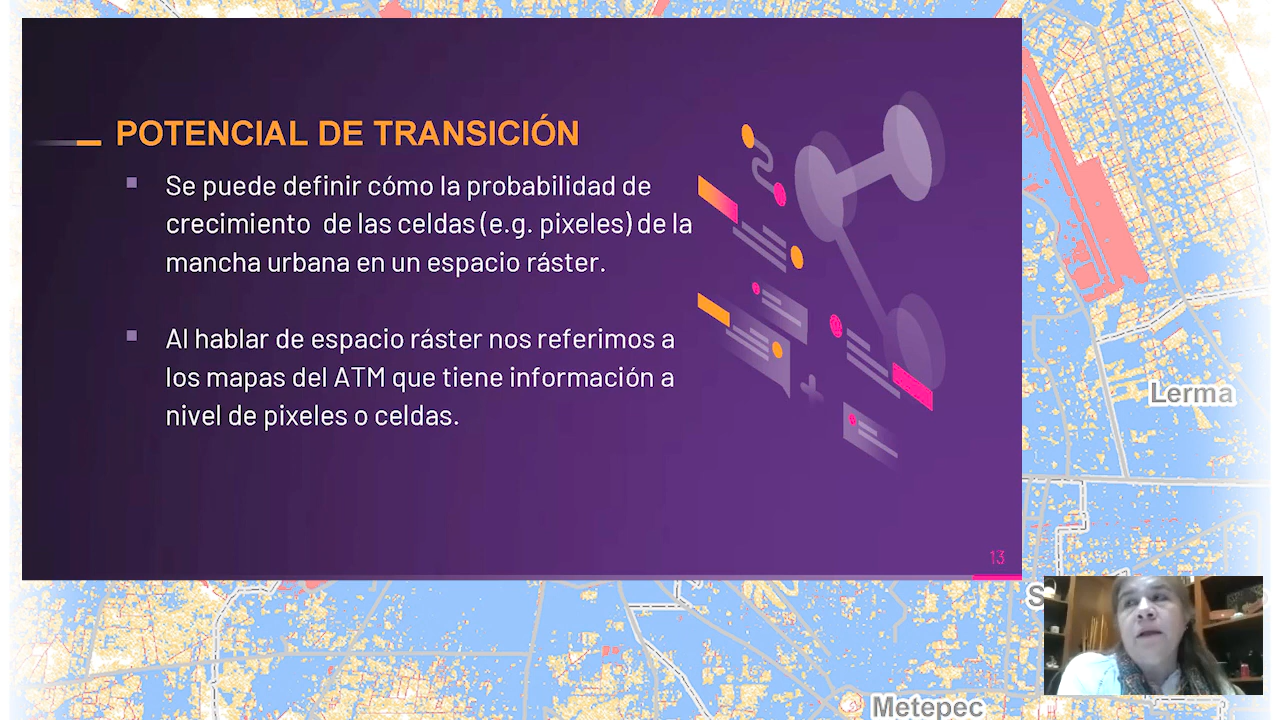 POTENCIAL DE TRANSICIÓN
Se puede definir cómo la probabilidad de
crecimiento de las celdas (e.g. pixeles) de la
mancha urbana en un espacio ráster.
Al hablar de espacio ráster nos referimos a
los mapas del ATM que tiene información a
nivel de pixeles o celdas.
13
Lerma
Metepec